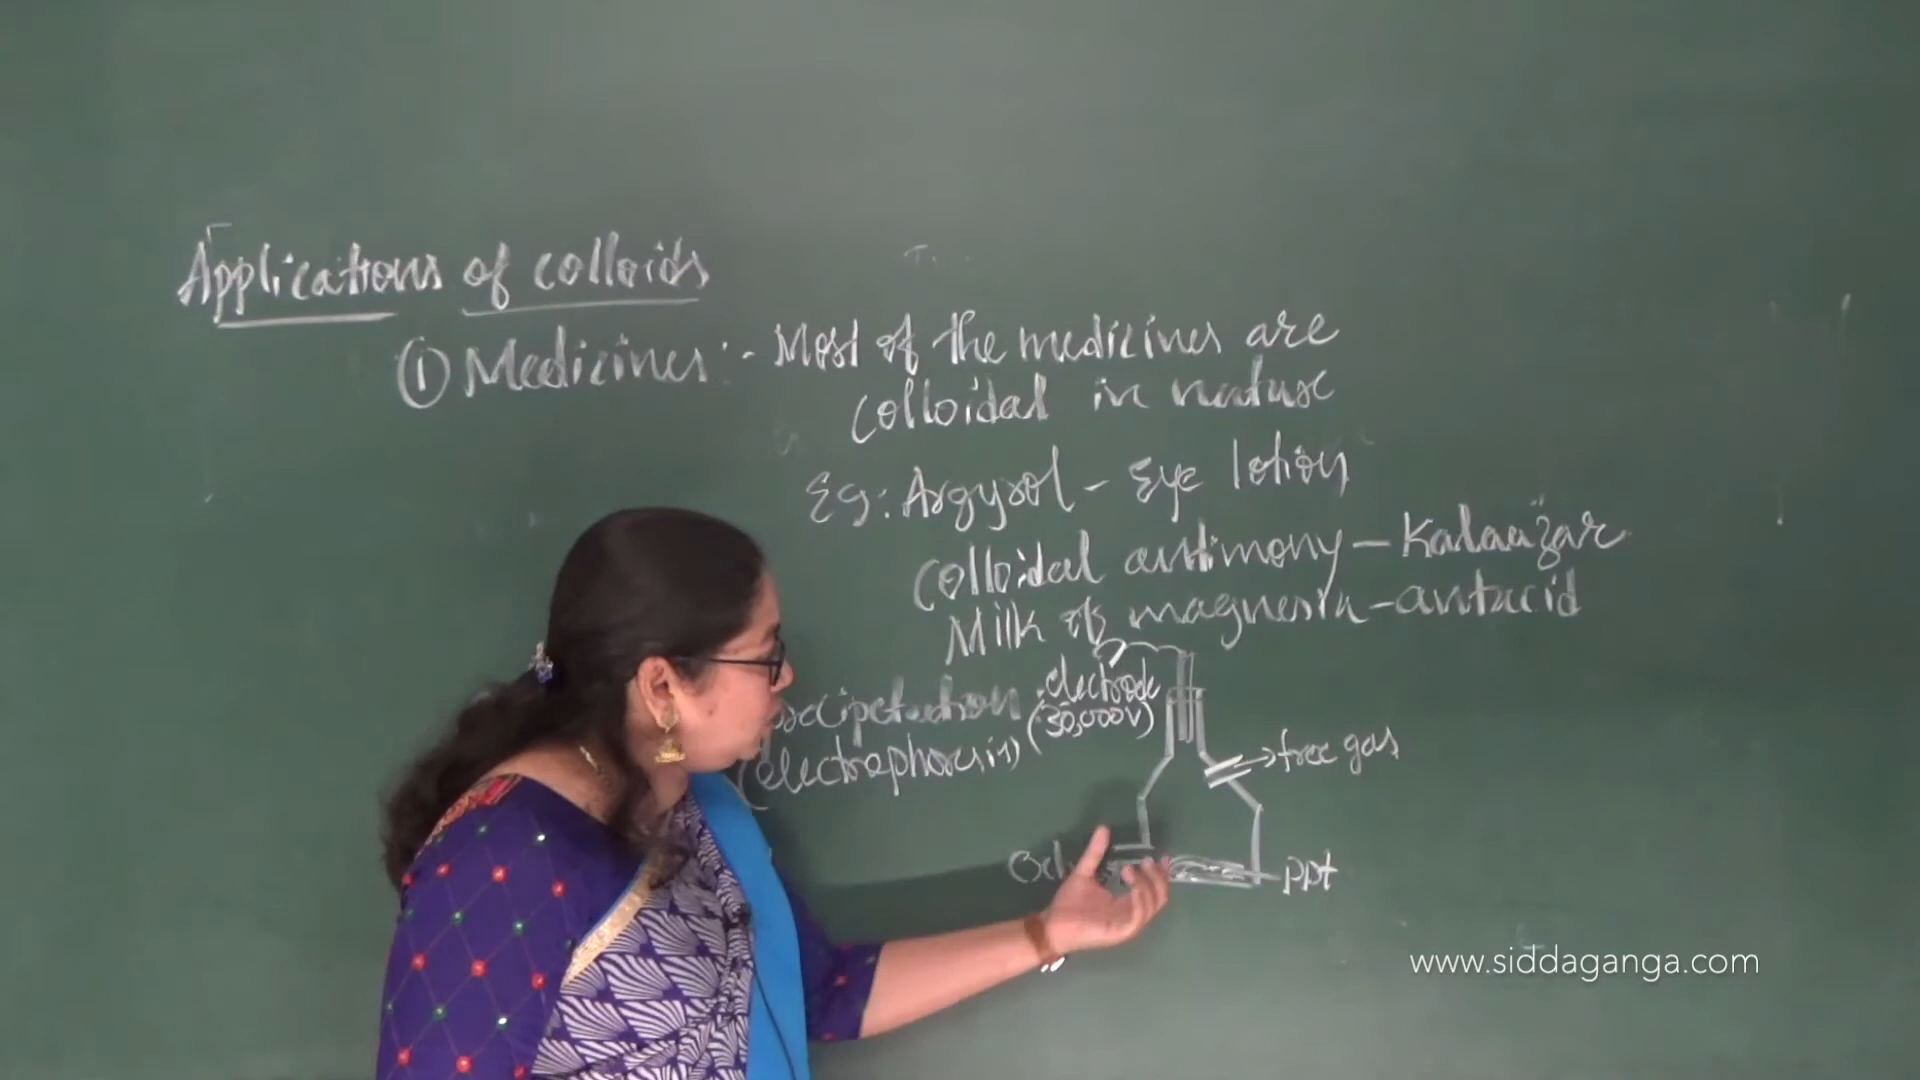 Applications of colloids
① Medicines :- Most of the medicines are
colloidal in nature
Eg: Argyrol - Eye lotion
Colloidal antimony - Kalaazar
Milk of magnesia - antacid
electrode
(30,000V)
(electrophoresis)
→ free gas
ppt
www.siddaganga.com